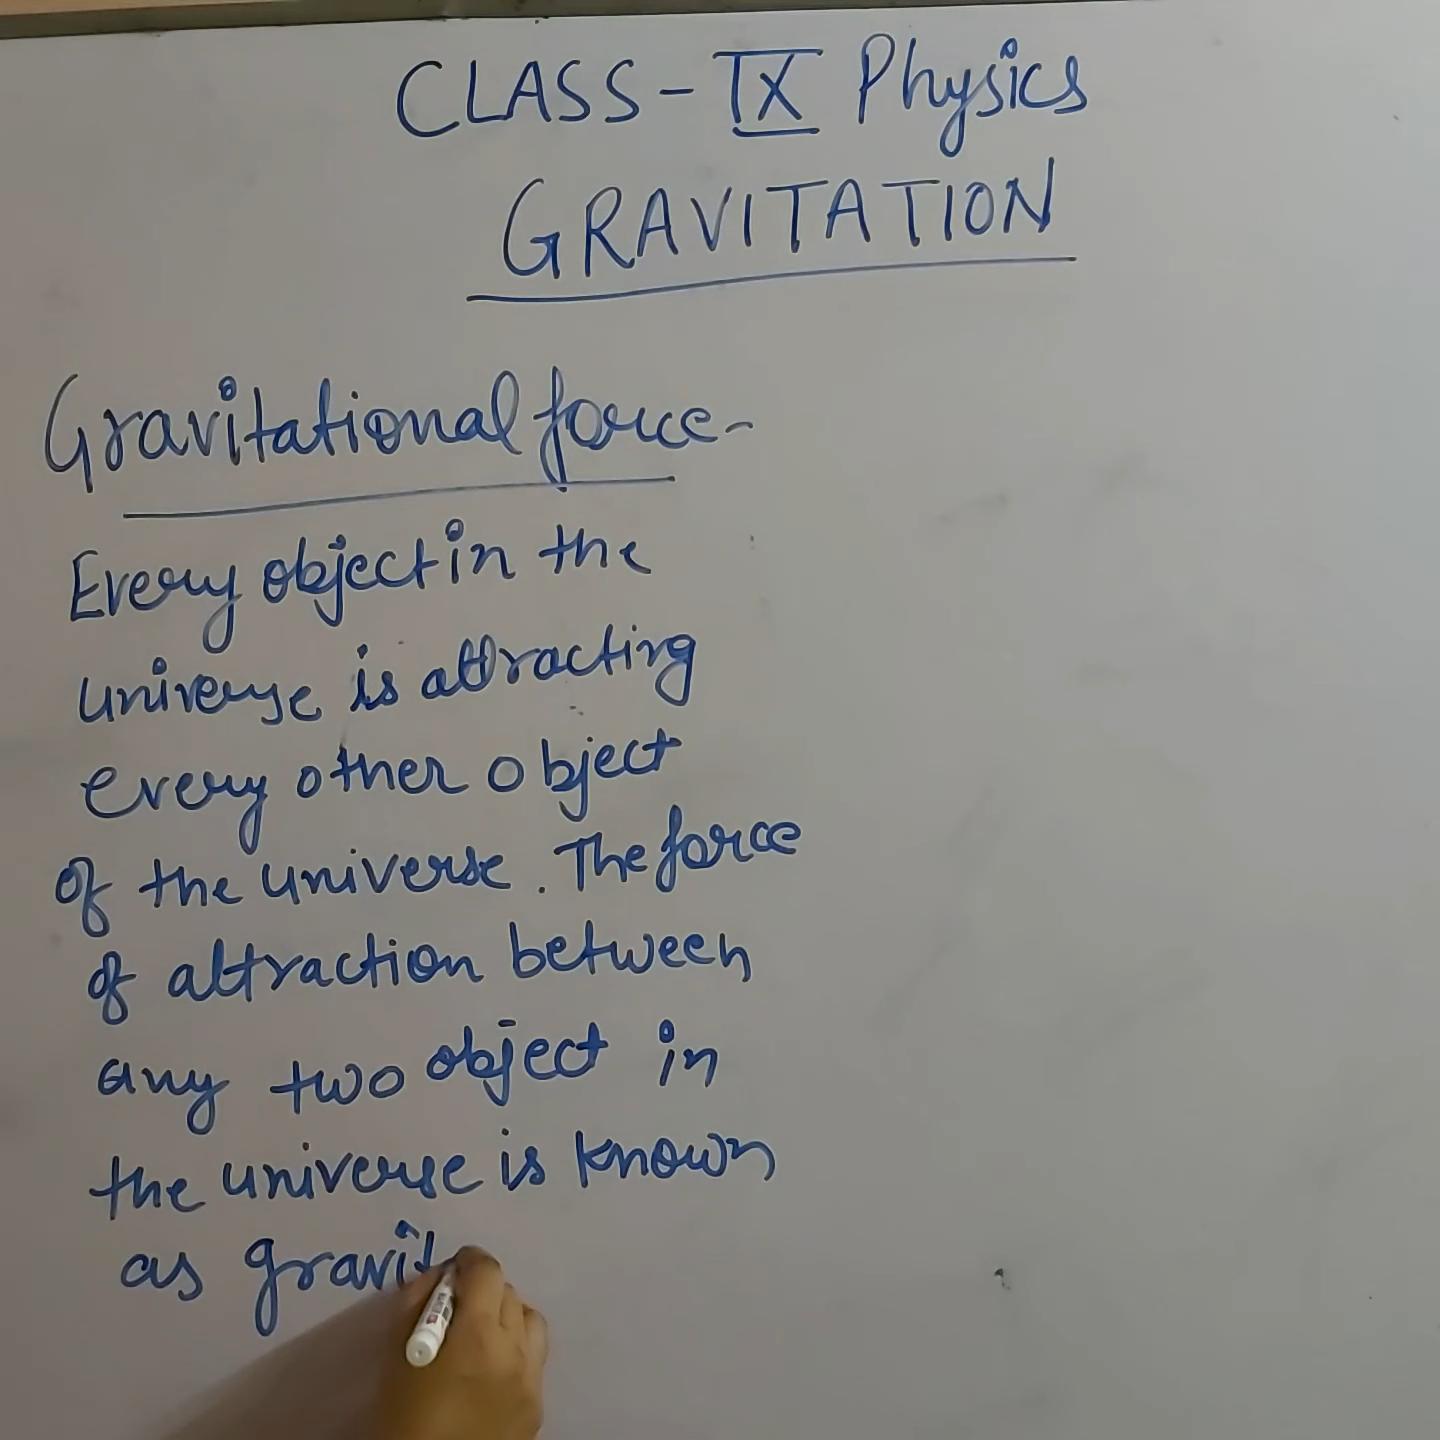 CLASS-IX Physics
GRAVITATION
Gravitational force-
Every object in the
universe is attracting
every other object
of the universe. The force
of attraction between
any two object in
the universe is known
as gravit